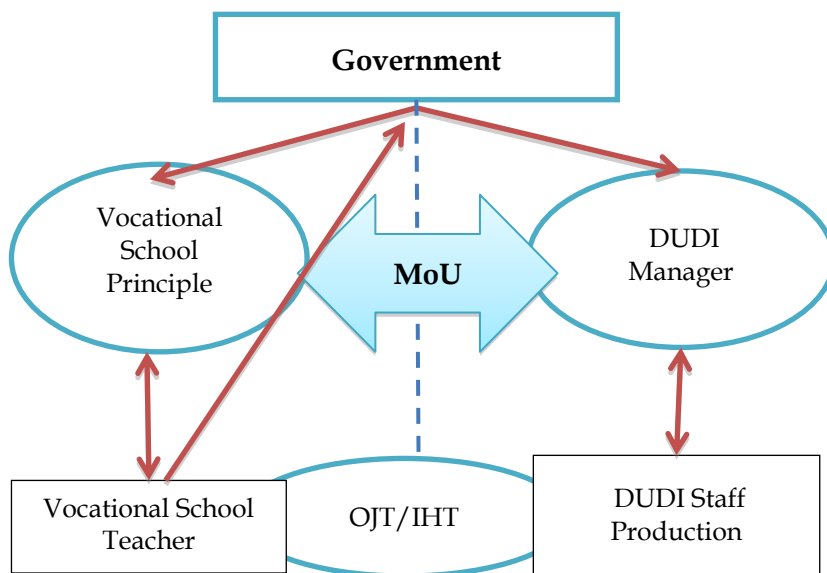 Government
Vocational
School
Principle
MoU
DUDI
Manager
Vocational School
Teacher
OJT/IHT
DUDI Staff
Production